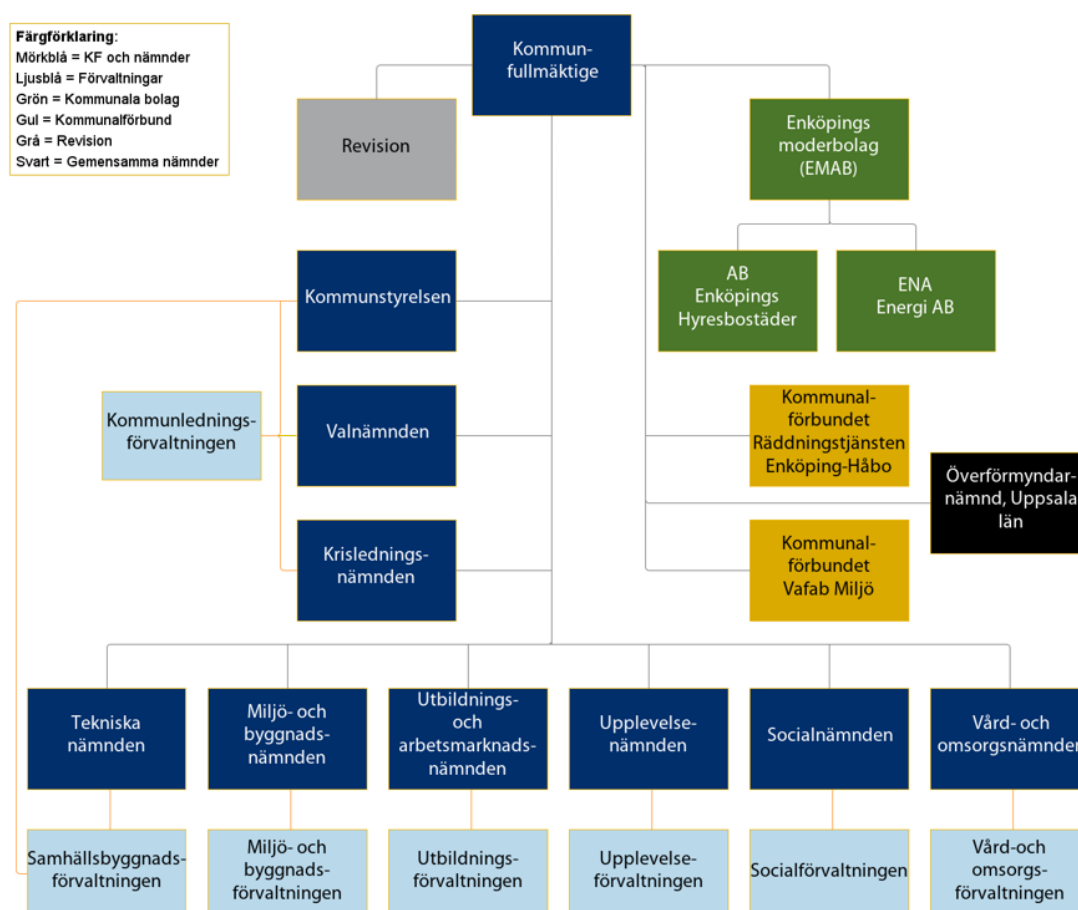 Färgförklaring:
Mörkblå = KF och nämnder
Ljusblå = Förvaltningar
Grön = Kommunala bolag
Gul = Kommunalförbund
Grå = Revision
Svart = Gemensamma nämnder
Kommun-
fullmäktige
Revision
Enköpings
moderbolag
(EMAB)
AB
Enköpings
Hyresbostäder
ENA
Energi AB
Kommunstyrelsen
Kommunlednings-
förvaltningen
Valnämnden
Krislednings-
nämnden
Kommunal-
förbundet
Räddningstjänsten
Enköping-Håbo
Överförmyndar-
nämnd, Uppsala
län
Kommunal-
förbundet
Vafab Miljö
Tekniska
nämnden
Miljö- och
byggnads-
nämnden
Utbildnings-
och
arbetsmarknads-
nämnden
Upplevelse-
nämnden
Socialnämnden
Vård- och
omsorgsnämnden
Samhällsbyggnads-
förvaltningen
Miljö- och
byggnads-
förvaltningen
Utbildnings-
förvaltningen
Upplevelse-
förvaltningen
Socialförvaltningen
Vård-och
omsorgs-
förvaltningen